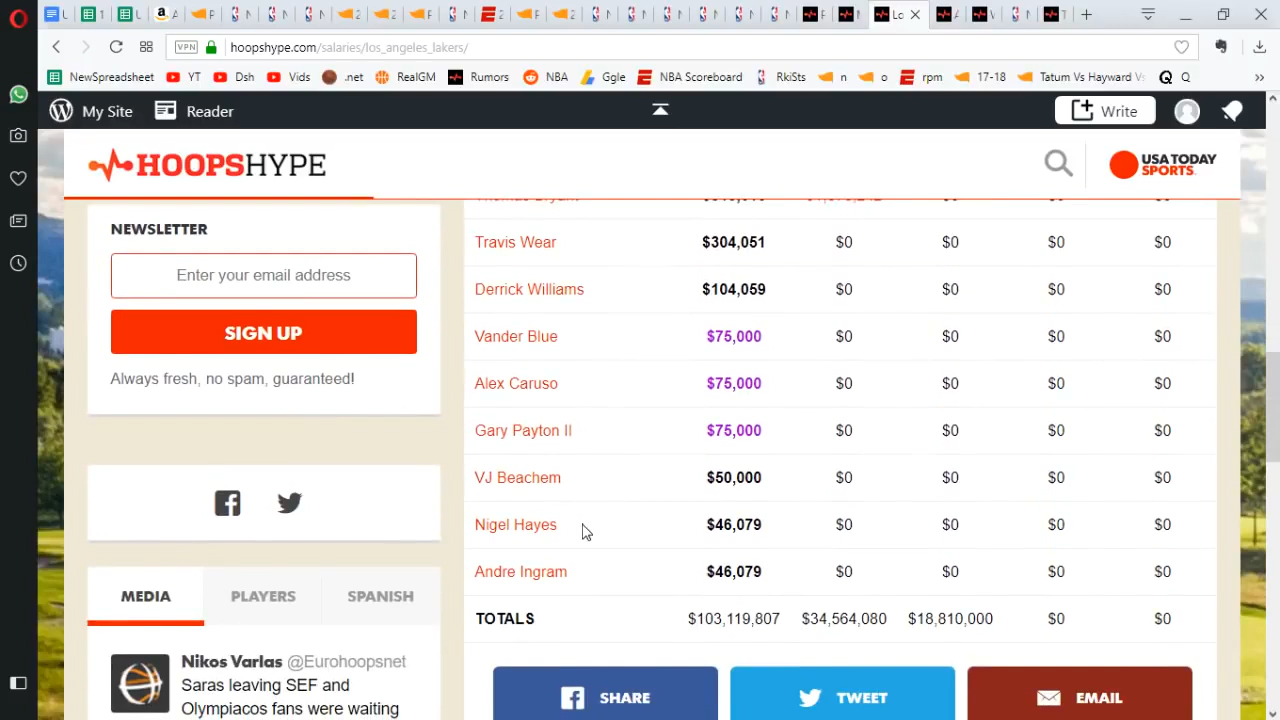 VPN hoopshype.com/salaries/los_angeles_lakers/
NewSpreadsheet YT Dsh Vids .net RealGM Rumors NBA Ggle NBA Scoreboard RkiSts n o rpm 17-18 Tatum Vs Hayward V Q
My Site Reader Write
HOOPSHYPE USA TODAY SPORTS
NEWSLETTER
Enter your email address
SIGN UP
Always fresh, no spam, guaranteed!
Travis Wear $304,051 $0 $0 $0 $0
Derrick Williams $104,059 $0 $0 $0 $0
Vander Blue $75,000 $0 $0 $0 $0
Alex Caruso $75,000 $0 $0 $0 $0
Gary Payton II $75,000 $0 $0 $0 $0
VJ Beachem $50,000 $0 $0 $0 $0
Nigel Hayes $46,079 $0 $0 $0 $0
Andre Ingram $46,079 $0 $0 $0 $0
TOTALS $103,119,807 $34,564,080 $18,810,000 $0 $0
SHARE TWEET EMAIL
MEDIA PLAYERS SPANISH
Nikos Varlas @Eurohoopsnet
Saras leaving SEF and
Olympiacos fans were waiting